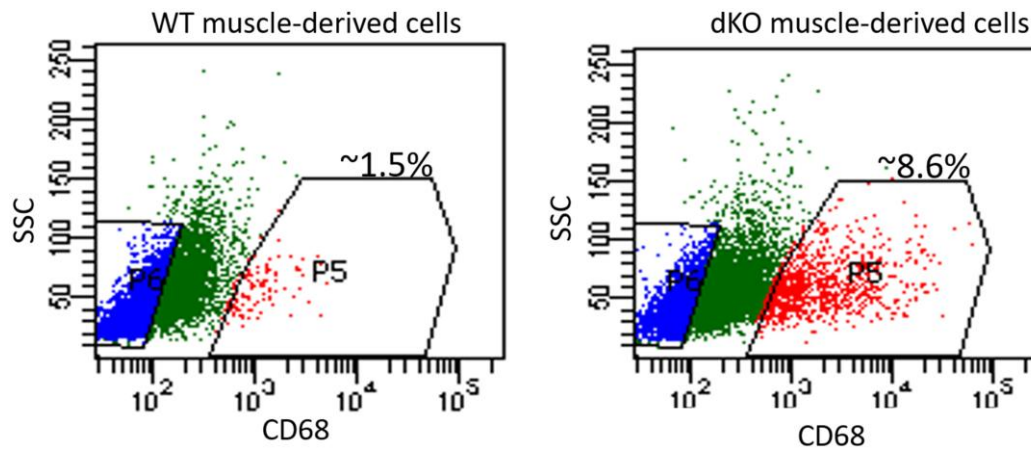 WT muscle-derived cells
250
200
150
100
50
SSC
~1.5%
P6
P5
10²
10³
10⁴
10⁵
CD68
dKO muscle-derived cells
250
200
150
100
50
SSC
~8.6%
P6
P5
10²
10³
10⁴
10⁵
CD68